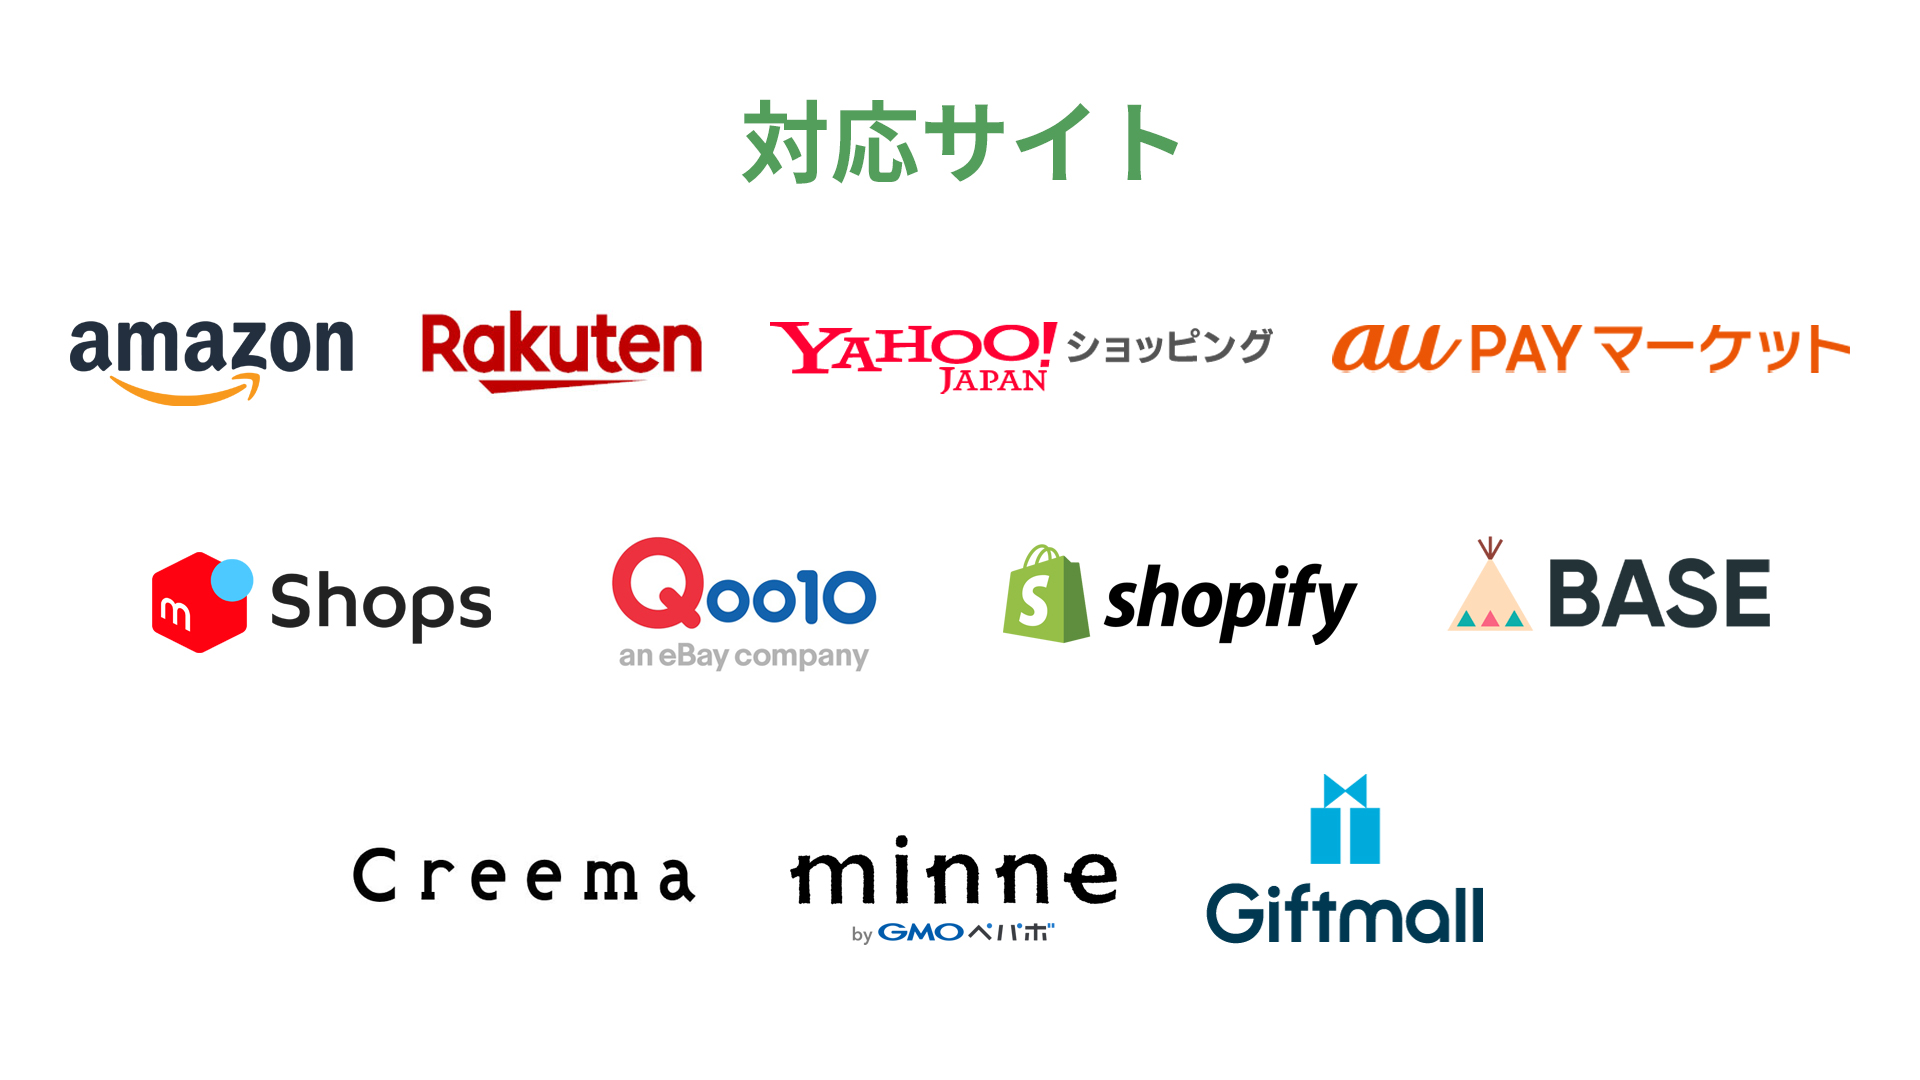 対応サイト
amazon
Rakuten
YAHOO! ショッピング
JAPAN
au PAY マーケット
m Shops
Qoo10
an eBay company
S shopify
BASE
Creema
minne
by GMOペパボ
Giftmall